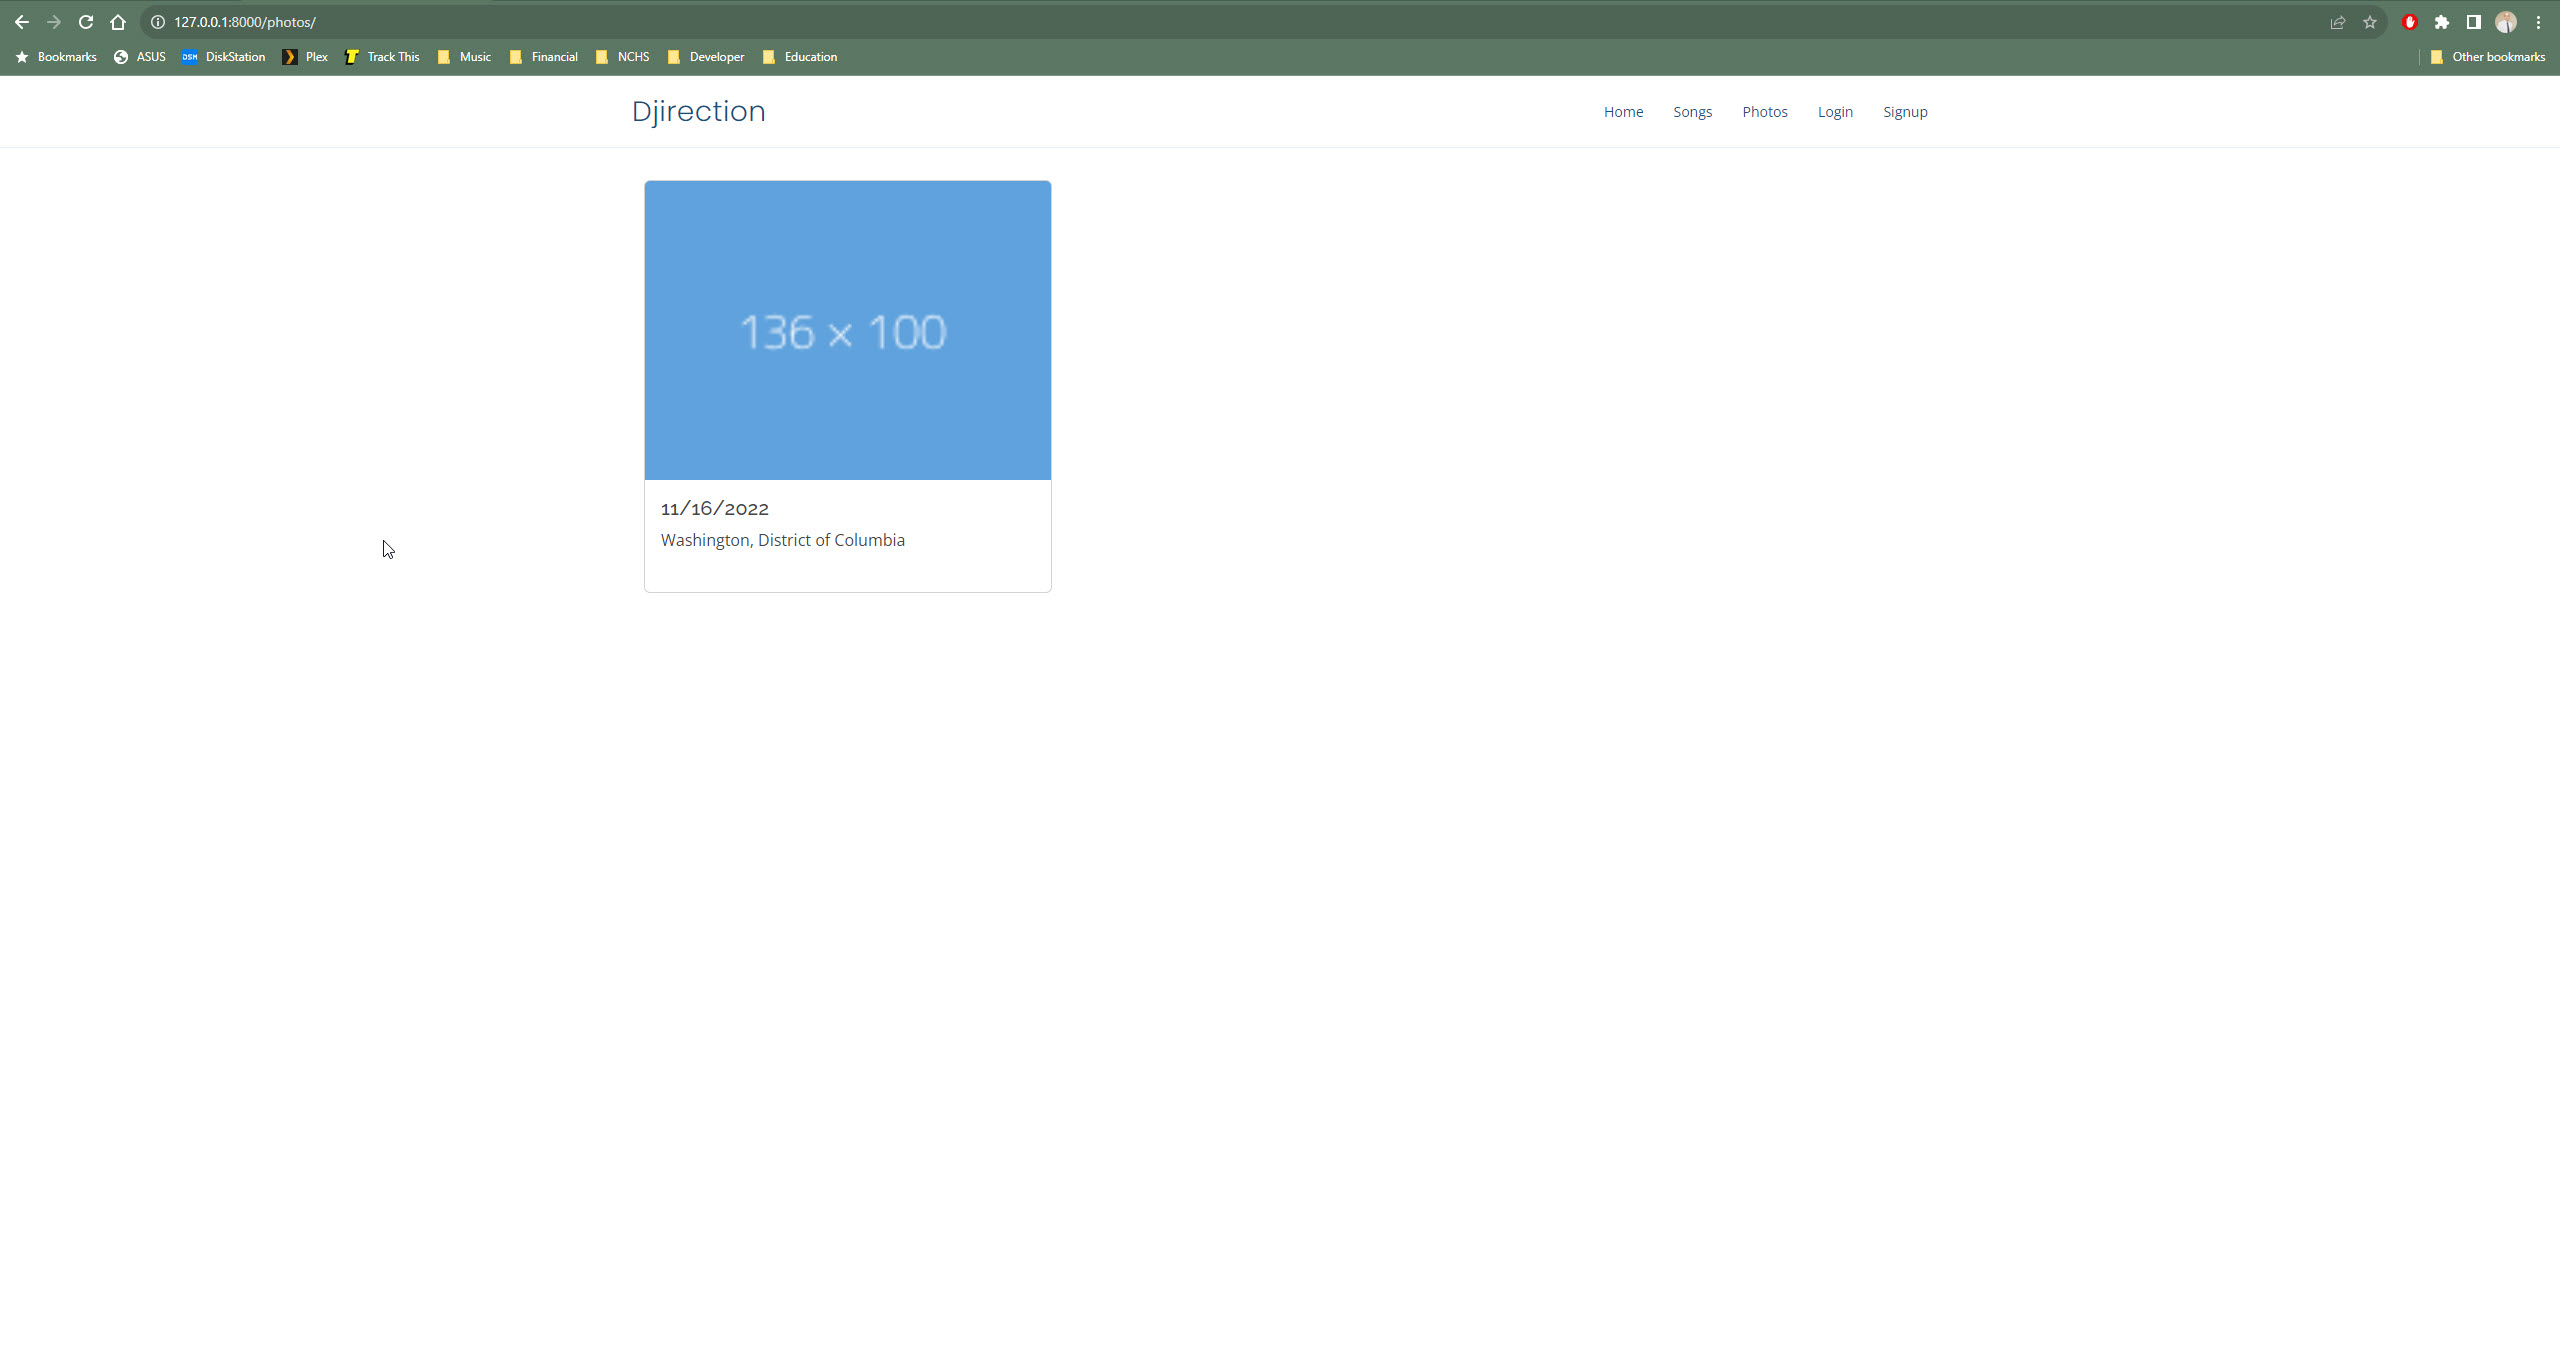 127.0.0.1:8000/photos/
Bookmarks ASUS DSM DiskStation Plex Track This Music Financial NCHS Developer Education Other bookmarks
Djirection Home Songs Photos Login Signup
136 × 100
11/16/2022
Washington, District of Columbia